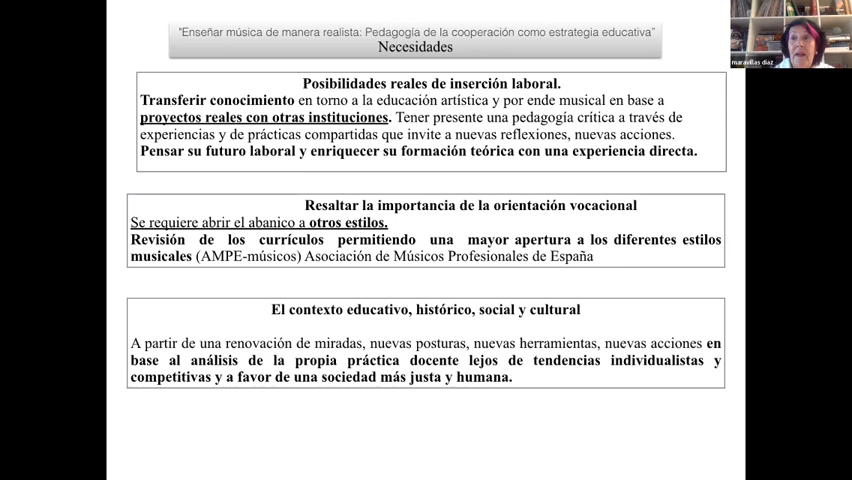 "Enseñar música de manera realista: Pedagogía de la cooperación como estrategia educativa"
Necesidades
maravillas diaz
Posibilidades reales de inserción laboral.
Transferir conocimiento en torno a la educación artística y por ende musical en base a
proyectos reales con otras instituciones. Tener presente una pedagogía crítica a través de
experiencias y de prácticas compartidas que invite a nuevas reflexiones, nuevas acciones.
Pensar su futuro laboral y enriquecer su formación teórica con una experiencia directa.
Resaltar la importancia de la orientación vocacional
Se requiere abrir el abanico a otros estilos.
Revisión de los currículos permitiendo una mayor apertura a los diferentes estilos
musicales (AMPE-músicos) Asociación de Músicos Profesionales de España
El contexto educativo, histórico, social y cultural
A partir de una renovación de miradas, nuevas posturas, nuevas herramientas, nuevas acciones en
base al análisis de la propia práctica docente lejos de tendencias individualistas y
competitivas y a favor de una sociedad más justa y humana.